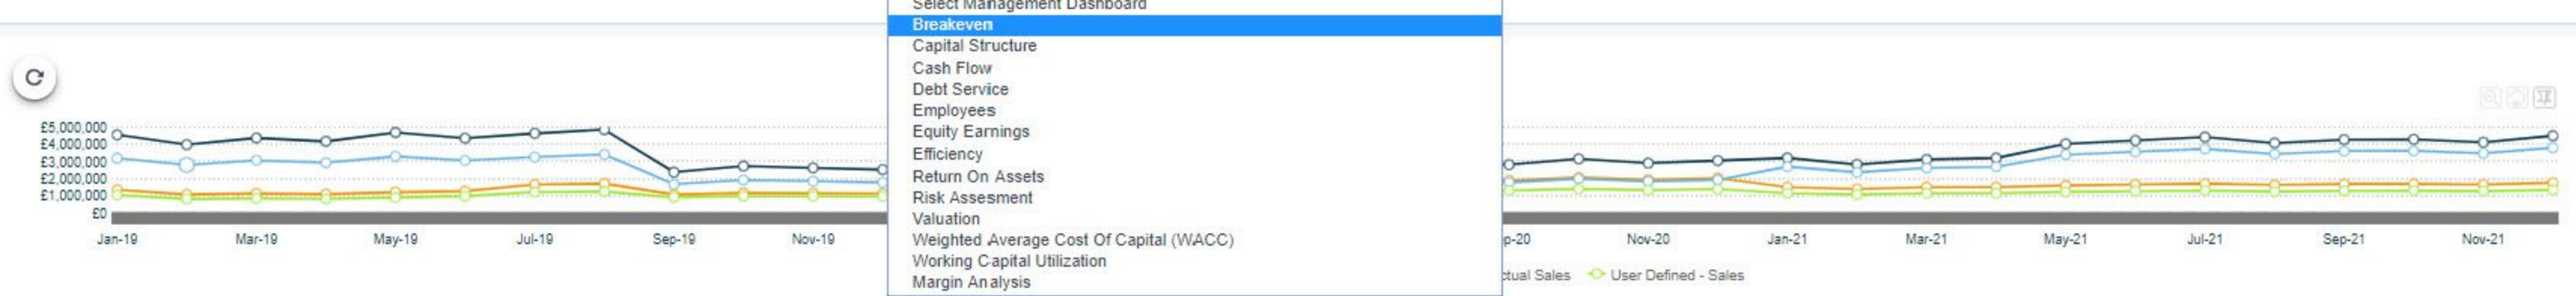 Select Management Dashboard
Breakeven
Capital Structure
Cash Flow
Debt Service
Employees
Equity Earnings
Efficiency
Return On Assets
Risk Assesment
Valuation
Weighted Average Cost Of Capital (WACC)
Working Capital Utilization
Margin Analysis
£5,000,000
£4,000,000
£3,000,000
£2,000,000
£1,000,000
£0
Jan-19 Mar-19 May-19 Jul-19 Sep-19 Nov-19 p-20 Nov-20 Jan-21 Mar-21 May-21 Jul-21 Sep-21 Nov-21
ctual Sales User Defined - Sales